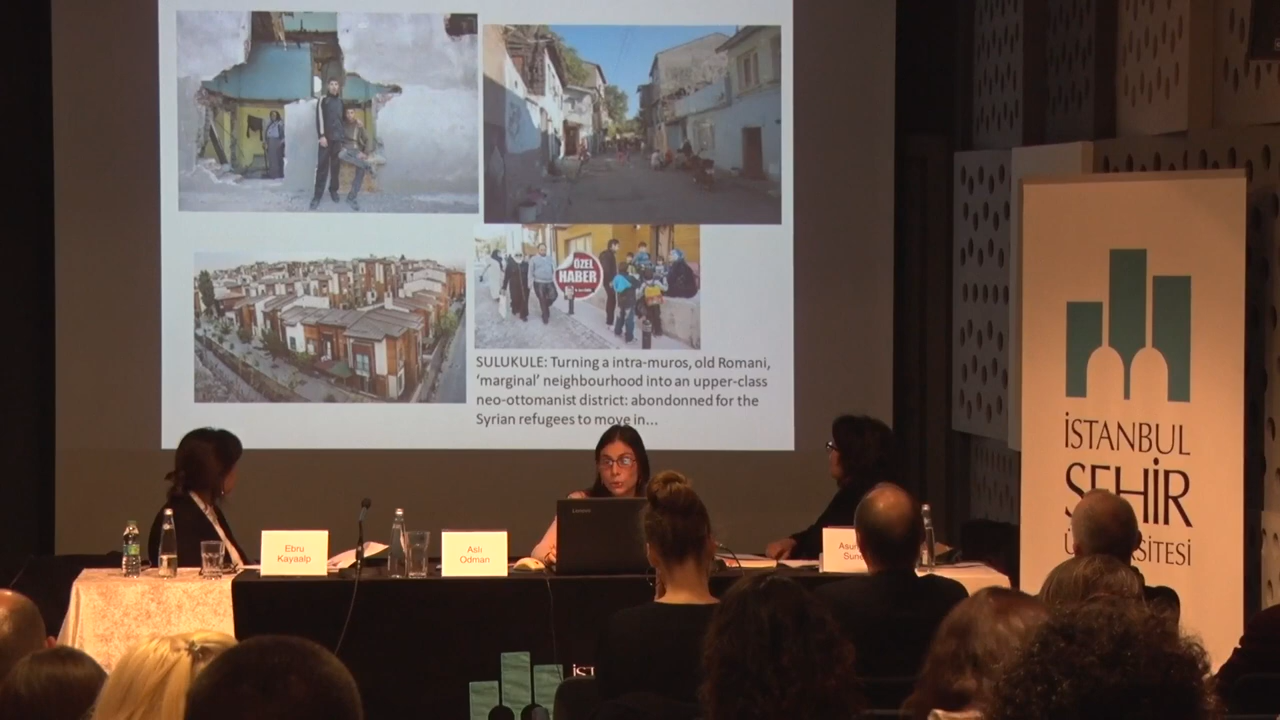 ÖZEL
HABER
SULUKULE: Turning a intra-muros, old Romani,
‘marginal’ neighbourhood into an upper-class
neo-ottomanist district: abondonned for the
Syrian refugees to move in...
Lenovo
Ebru
Kayaalp
Aslı
Odman
İSTANBUL
ŞEHİR